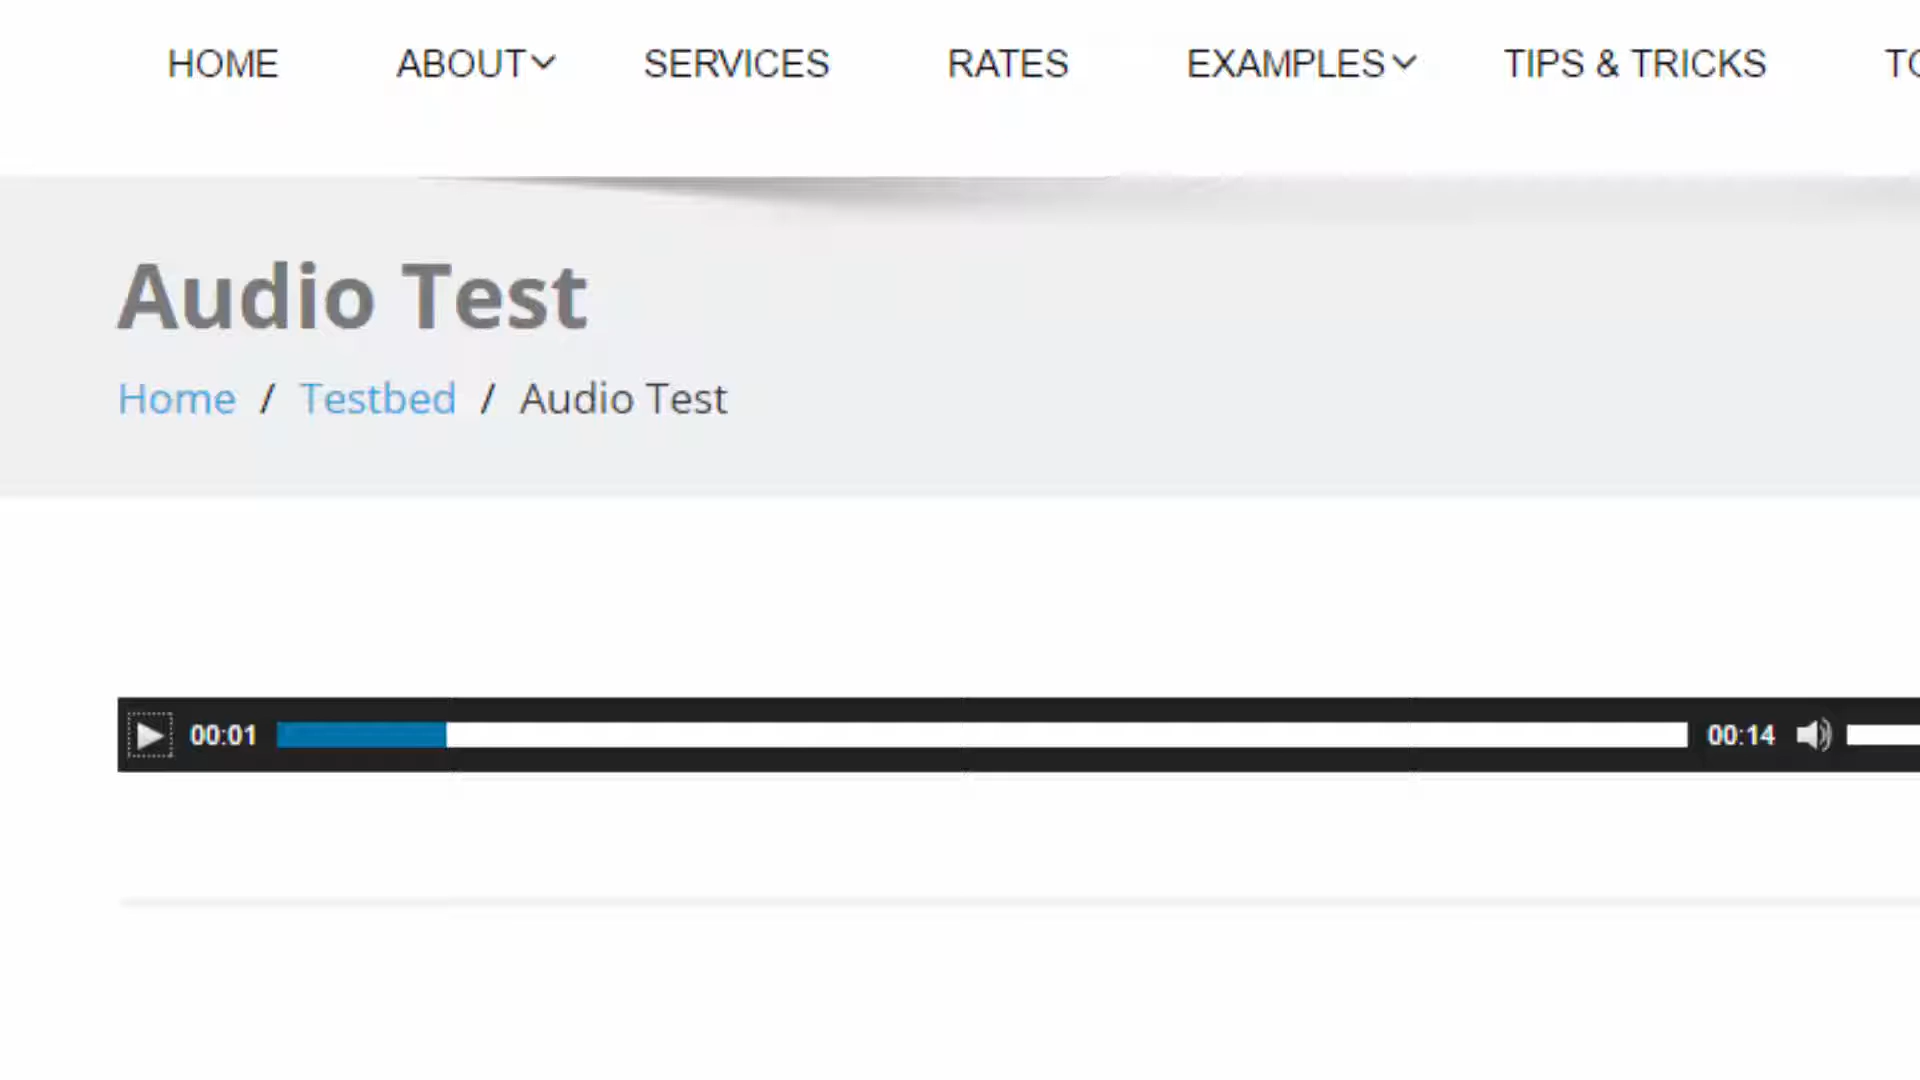 HOME ABOUT SERVICES RATES EXAMPLES TIPS & TRICKS
Audio Test
Home / Testbed / Audio Test
00:01 00:14